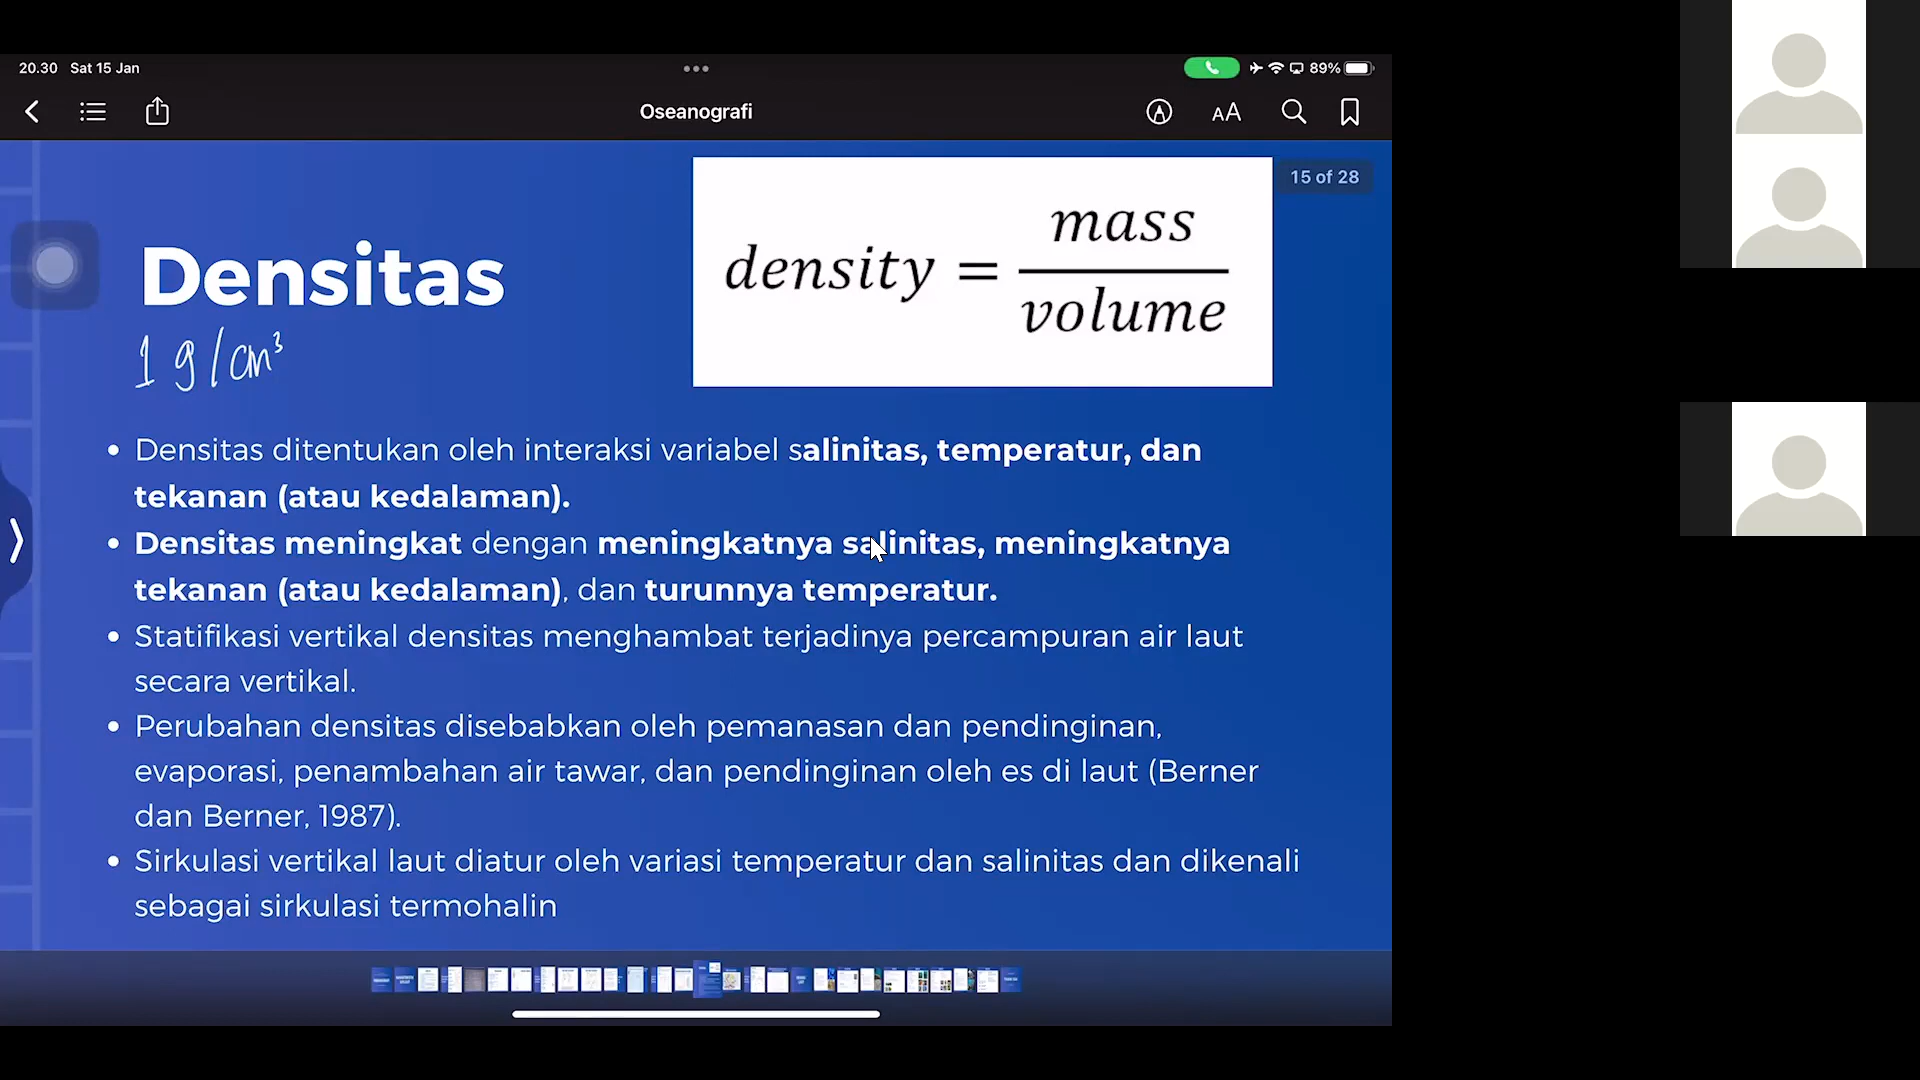 20.30 Sat 15 Jan
89%
Oseanografi
AA
15 of 28
density = mass / volume
Densitas
1 g/cm³
• Densitas ditentukan oleh interaksi variabel salinitas, temperatur, dan
tekanan (atau kedalaman).
• Densitas meningkat dengan meningkatnya salinitas, meningkatnya
tekanan (atau kedalaman), dan turunnya temperatur.
• Statifikasi vertikal densitas menghambat terjadinya percampuran air laut
secara vertikal.
• Perubahan densitas disebabkan oleh pemanasan dan pendinginan,
evaporasi, penambahan air tawar, dan pendinginan oleh es di laut (Berner
dan Berner, 1987).
• Sirkulasi vertikal laut diatur oleh variasi temperatur dan salinitas dan dikenali
sebagai sirkulasi termohalin